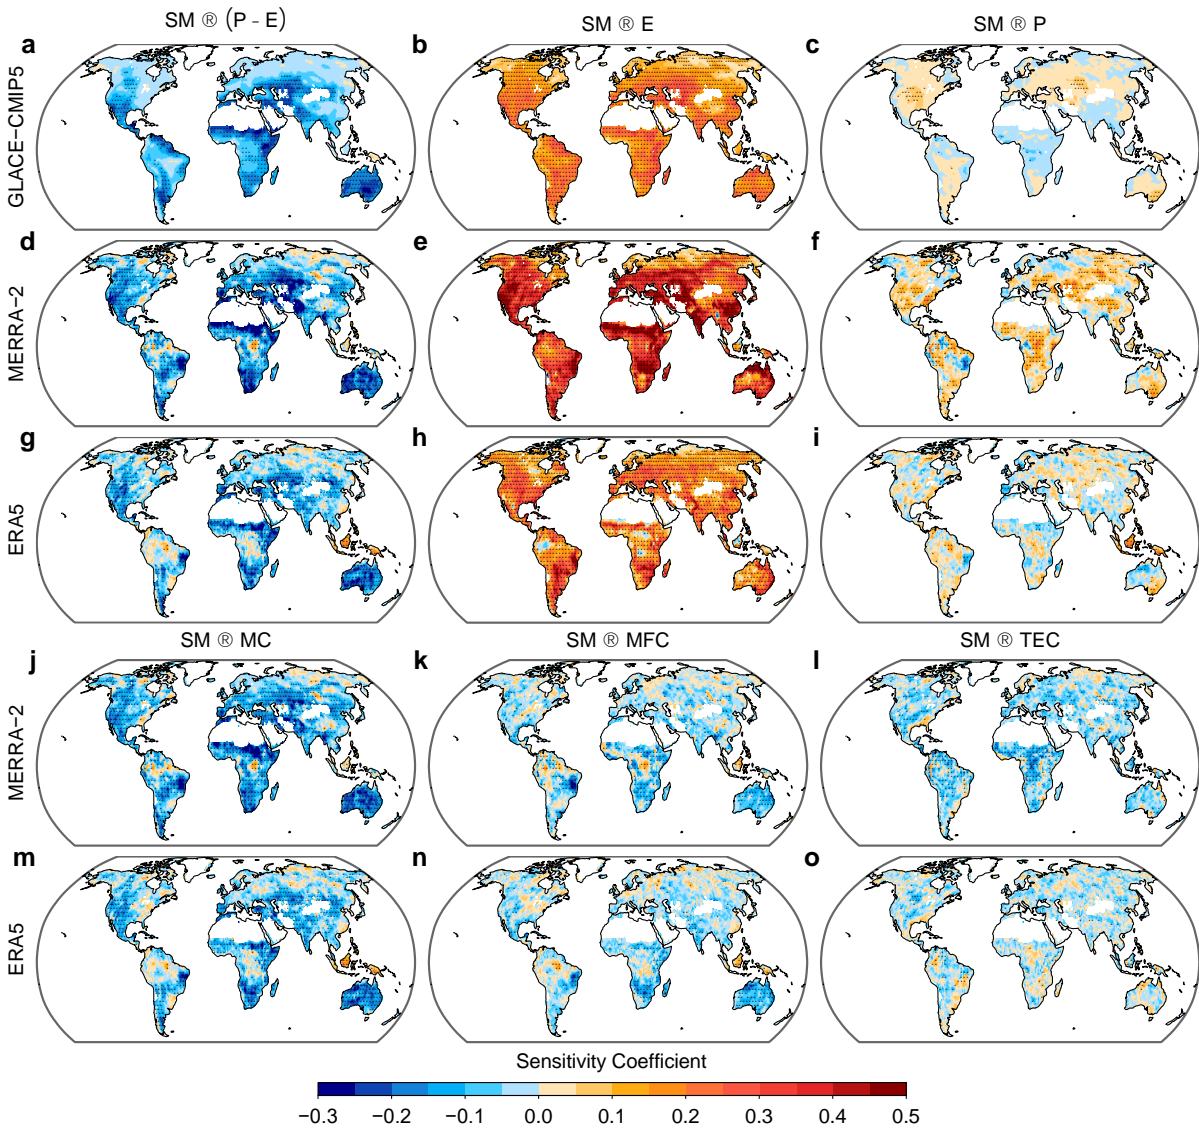 SM ® (P - E)
SM ® E
SM ® P
a
b
c
GLACE-CMIP5
d
e
f
MERRA-2
g
h
i
ERA5
SM ® MC
SM ® MFC
SM ® TEC
j
k
l
MERRA-2
m
n
o
ERA5
Sensitivity Coefficient
−0.3 −0.2 −0.1 0.0 0.1 0.2 0.3 0.4 0.5